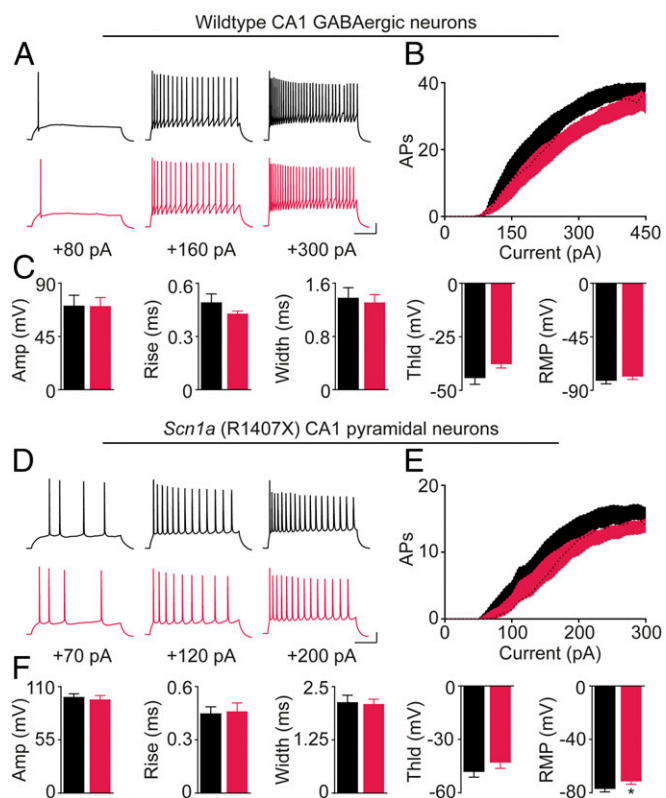 Wildtype CA1 GABAergic neurons
A
B
+80 pA
+160 pA
+300 pA
APs
40
20
0
0
150
300
450
Current (pA)
C
Amp (mV)
90
45
0
Rise (ms)
0.6
0.3
0
Width (ms)
1.6
0.8
0
Thld (mV)
0
-25
-50
RMP (mV)
0
-45
-90
Scn1a (R1407X) CA1 pyramidal neurons
D
E
+70 pA
+120 pA
+200 pA
APs
20
10
0
0
100
200
300
Current (pA)
F
Amp (mV)
110
55
0
Rise (ms)
0.6
0.3
0
Width (ms)
2.5
1.25
0
Thld (mV)
0
-30
-60
RMP (mV)
0
-40
-80
*